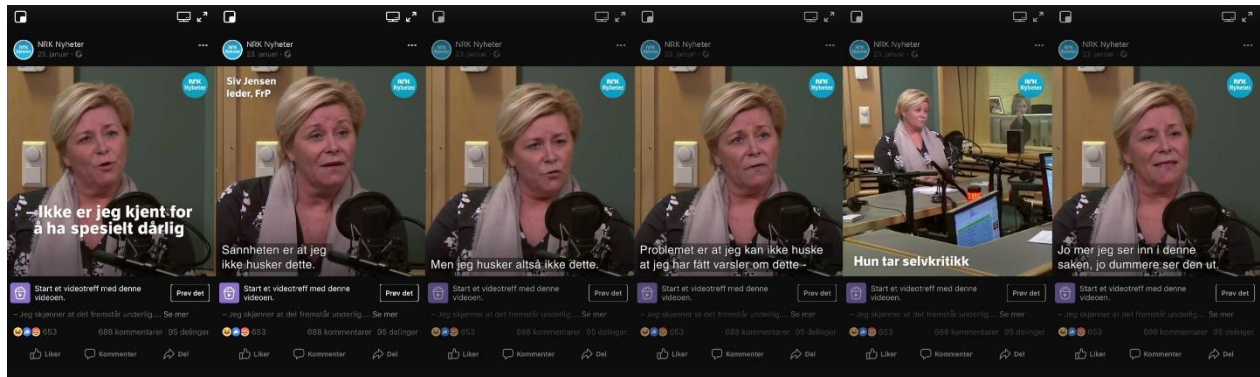 NRK Nyheter
23. januar
NRK
Nyheter
– Ikke er jeg kjent for
å ha spesielt dårlig
Start et videotreff med denne
videoen.
Prøv det
– Jeg skjønner at det fremstår underlig.... Se mer
653
688 kommentarer 95 delinger
Liker
Kommenter
Del
NRK Nyheter
23. januar
Siv Jensen
leder, FrP
NRK
Nyheter
Sannheten er at jeg
ikke husker dette.
Start et videotreff med denne
videoen.
Prøv det
– Jeg skjønner at det fremstår underlig.... Se mer
653
688 kommentarer 95 delinger
Liker
Kommenter
Del
NRK Nyheter
23. januar
NRK
Nyheter
Men jeg husker altså ikke dette.
Start et videotreff med denne
videoen.
Prøv det
– Jeg skjønner at det fremstår underlig.... Se mer
653
688 kommentarer 95 delinger
Liker
Kommenter
Del
NRK Nyheter
23. januar
NRK
Nyheter
Problemet er at jeg kan ikke huske
at jeg har fått varsler om dette -
Start et videotreff med denne
videoen.
Prøv det
– Jeg skjønner at det fremstår underlig.... Se mer
653
688 kommentarer 95 delinger
Liker
Kommenter
Del
NRK Nyheter
23. januar
NRK
Nyheter
Hun tar selvkritikk
Start et videotreff med denne
videoen.
Prøv det
– Jeg skjønner at det fremstår underlig.... Se mer
653
688 kommentarer 95 delinger
Liker
Kommenter
Del
NRK Nyheter
23. januar
NRK
Nyheter
Jo mer jeg ser inn i denne
saken, jo dummere ser den ut.
Start et videotreff med denne
videoen.
Prøv det
– Jeg skjønner at det fremstår underlig.... Se mer
653
688 kommentarer 95 delinger
Liker
Kommenter
Del